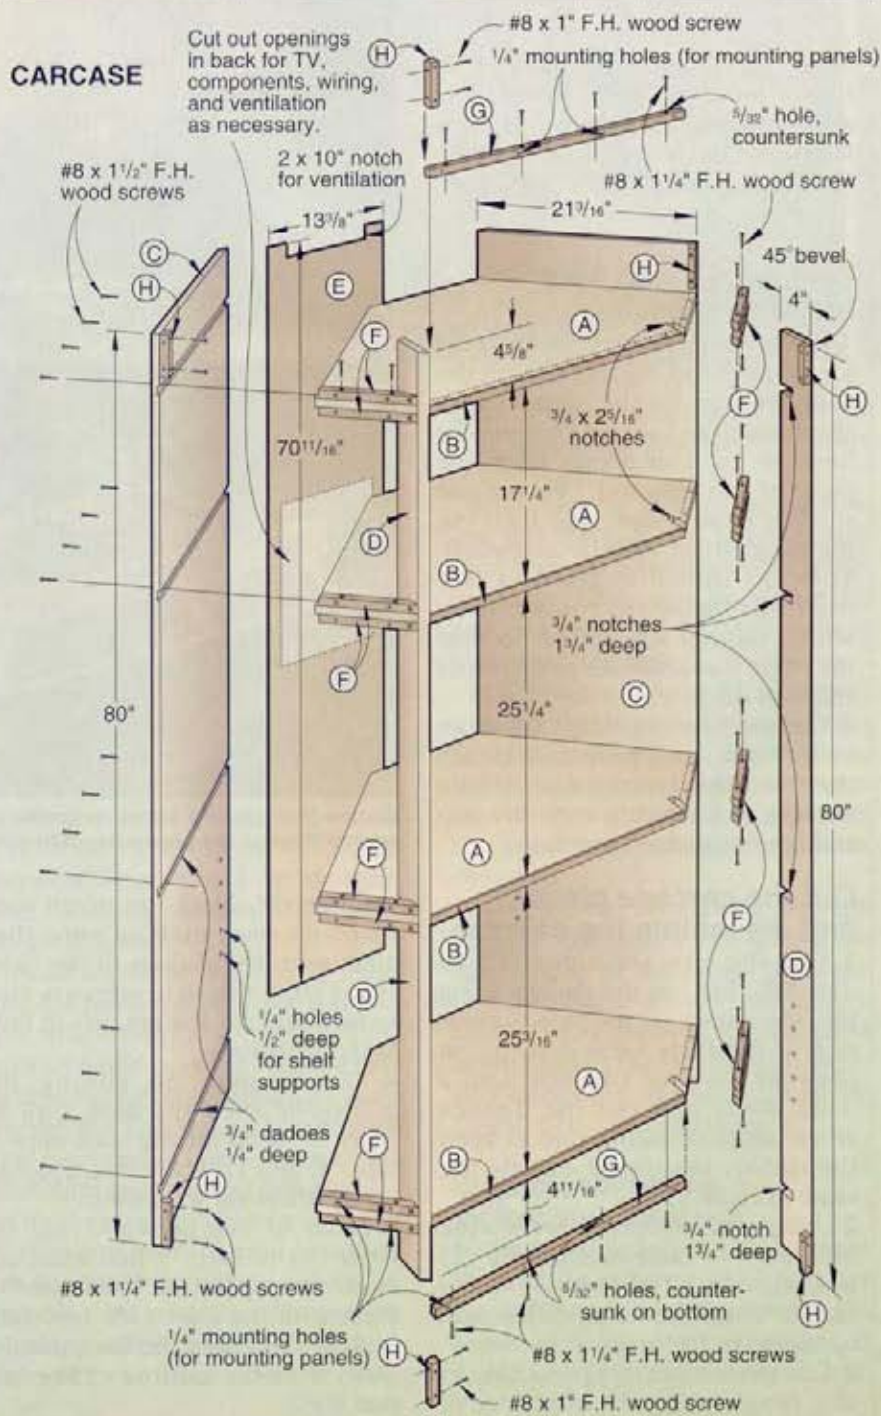 CARCASE
Cut out openings
in back for TV,
components, wiring,
and ventilation
as necessary.
H
#8 x 1" F.H. wood screw
1/4" mounting holes (for mounting panels)
G
5/32" hole,
countersunk
#8 x 1 1/2" F.H.
wood screws
2 x 10" notch
for ventilation
#8 x 1 1/4" F.H. wood screw
13 3/8"
21 3/16"
C
H
E
H
45° bevel
4"
F
A
4 5/8"
F
H
80"
70 11/16"
B
3/4 x 2 5/16"
notches
17 1/4"
D
A
B
3/4" notches
1 3/4" deep
F
C
25 1/4"
80"
F
A
F
B
D
D
1/4" holes
1/2" deep
for shelf
supports
25 3/16"
A
3/4" dadoes
1/4" deep
F
B
G
H
4 11/16"
3/4" notch
1 3/4" deep
#8 x 1 1/4" F.H. wood screws
5/32" holes, counter-
sunk on bottom
H
1/4" mounting holes
(for mounting panels)
H
#8 x 1 1/4" F.H. wood screws
#8 x 1" F.H. wood screw